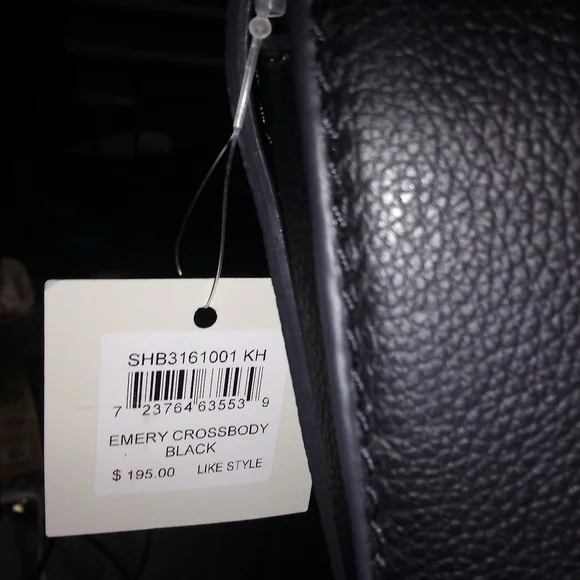 SHB3161001 KH
7 23764 63553 9
EMERY CROSSBODY
BLACK
$ 195.00 LIKE STYLE